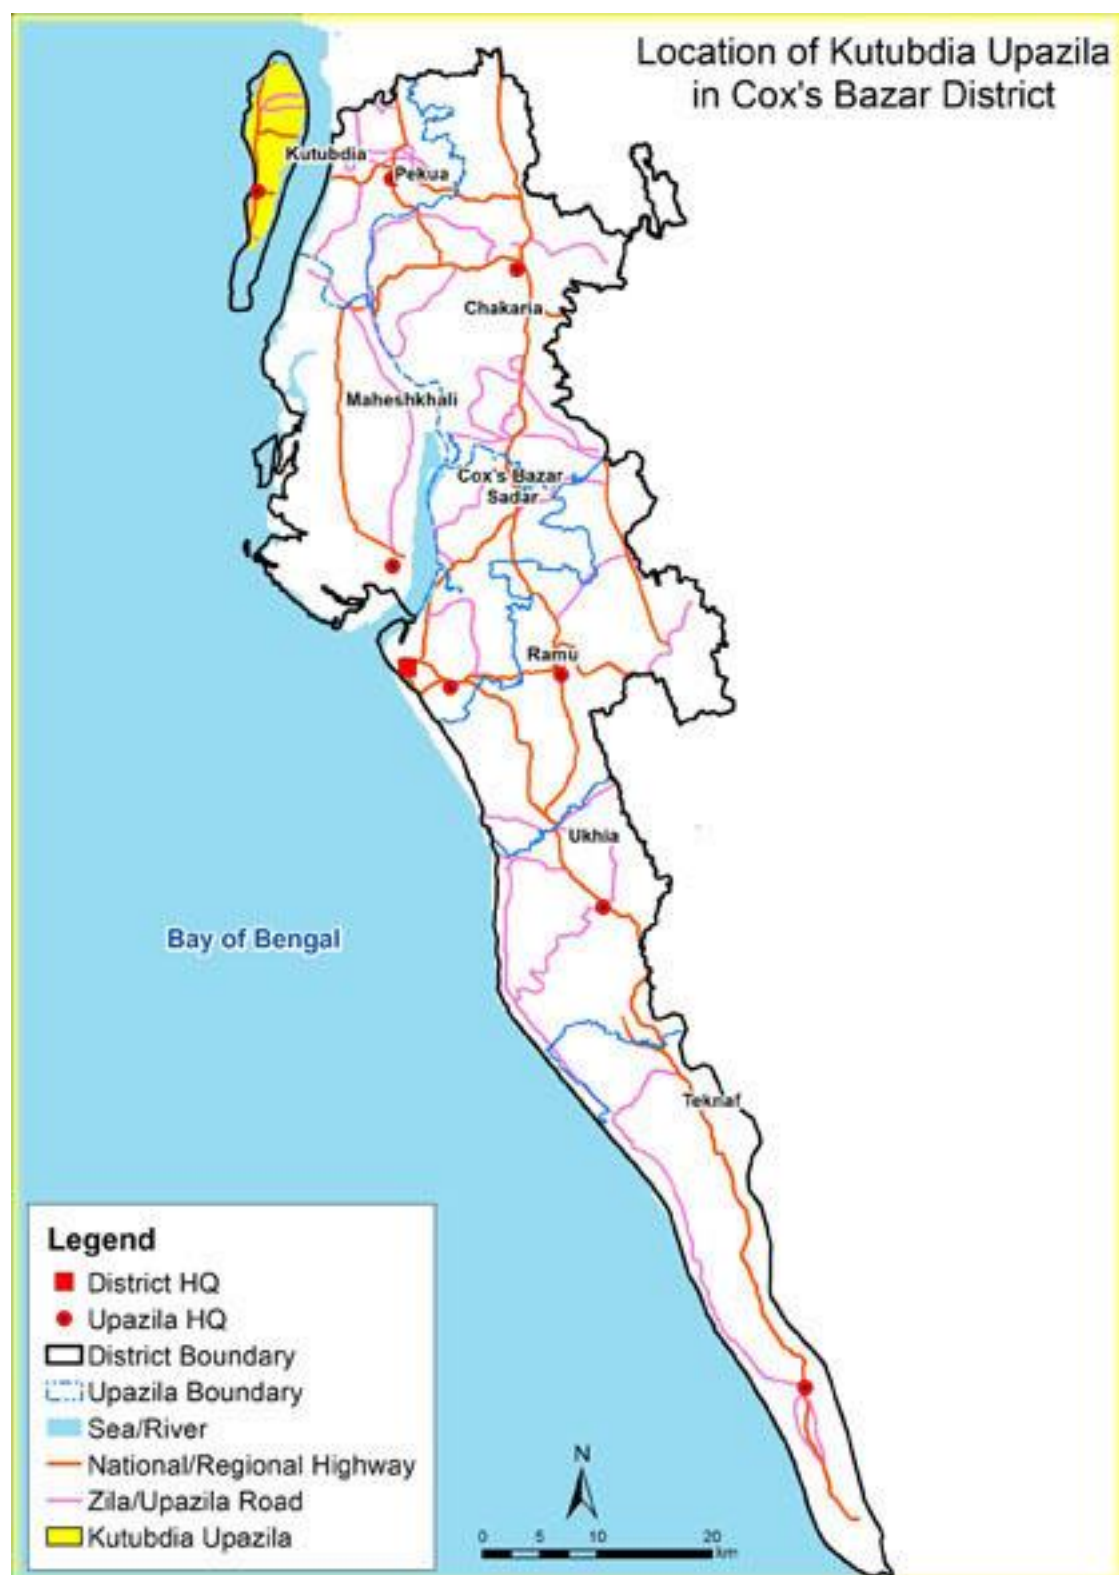 Location of Kutubdia Upazila
in Cox's Bazar District
Kutubdia
Pekua
Chakaria
Maheshkhali
Cox's Bazar
Sadar
Ramu
Ukhia
Bay of Bengal
Teknaf
Legend
District HQ
Upazila HQ
District Boundary
Upazila Boundary
Sea/River
National/Regional Highway
Zila/Upazila Road
Kutubdia Upazila
N
0 5 10 20
km